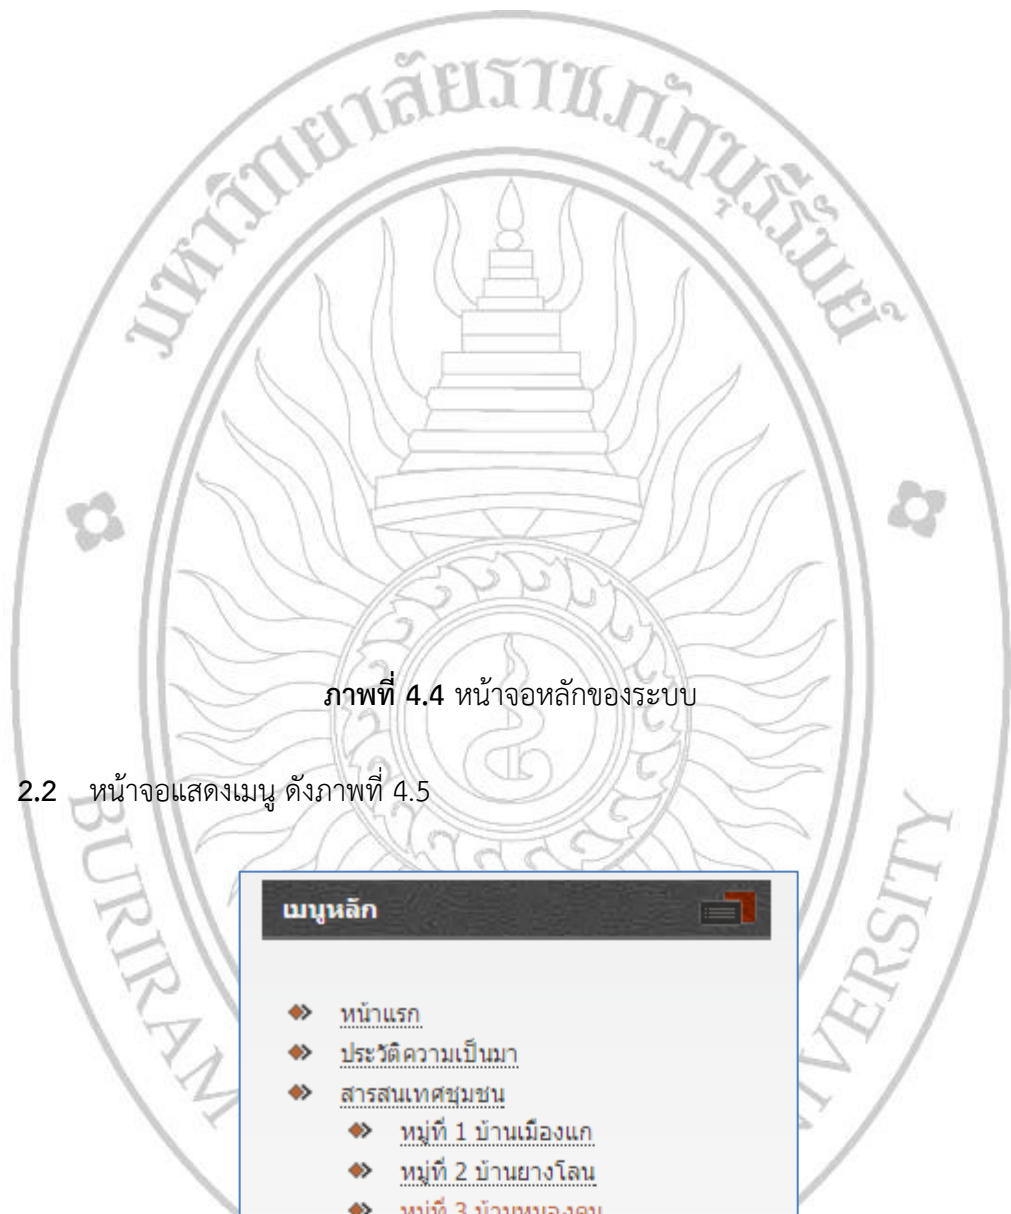 มหาวิทยาลัยราชภัฏบุรีรัมย์
ภาพที่ 4.4 หน้าจอหลักของระบบ
2.2 หน้าจอแสดงเมนู ดังภาพที่ 4.5
BURIRAM UNIVERSITY
เมนูหลัก
หน้าแรก
ประวัติความเป็นมา
สารสนเทศชุมชน
หมู่ที่ 1 บ้านเมืองแก
หมู่ที่ 2 บ้านยางโลน
หมู่ที่ 3